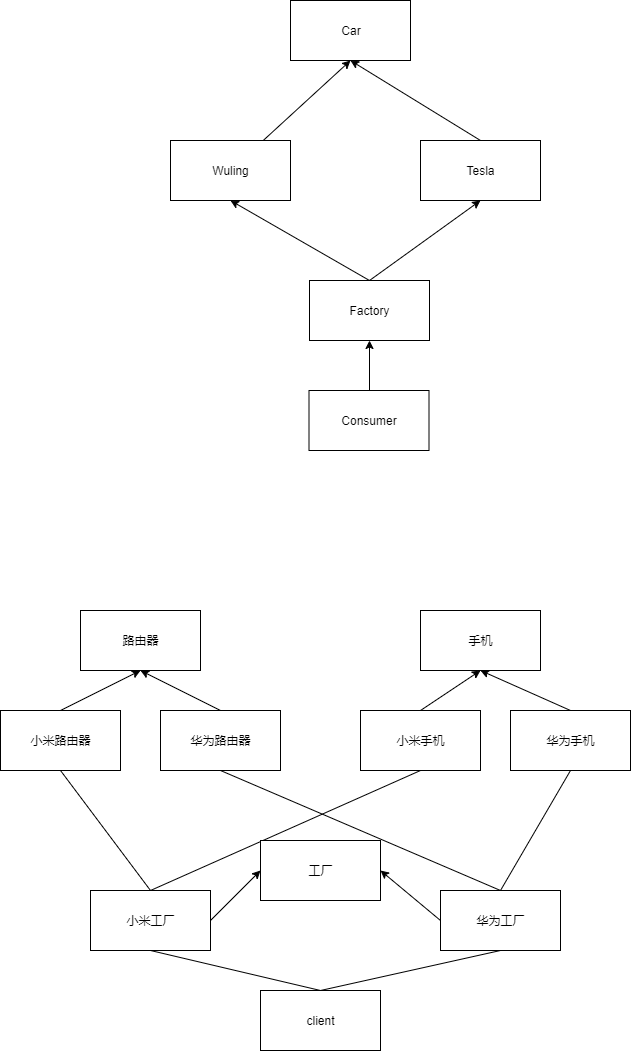 Car
Wuling
Tesla
Factory
Consumer
路由器
手机
小米路由器
华为路由器
小米手机
华为手机
工厂
小米工厂
华为工厂
client